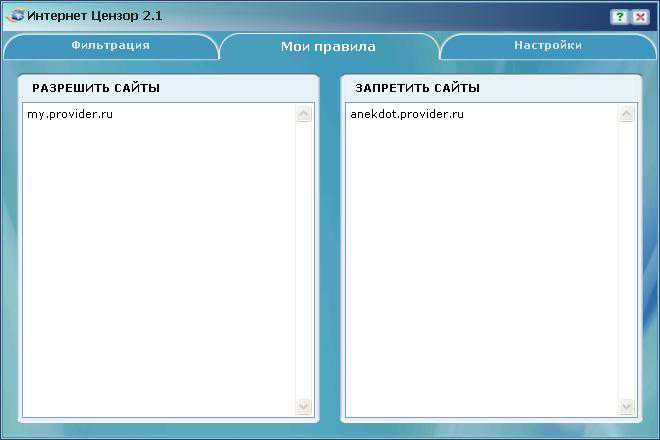 Интернет Цензор 2.1
? ×
Фильтрация
Мои правила
Настройки
РАЗРЕШИТЬ САЙТЫ
my.provider.ru
ЗАПРЕТИТЬ САЙТЫ
anekdot.provider.ru